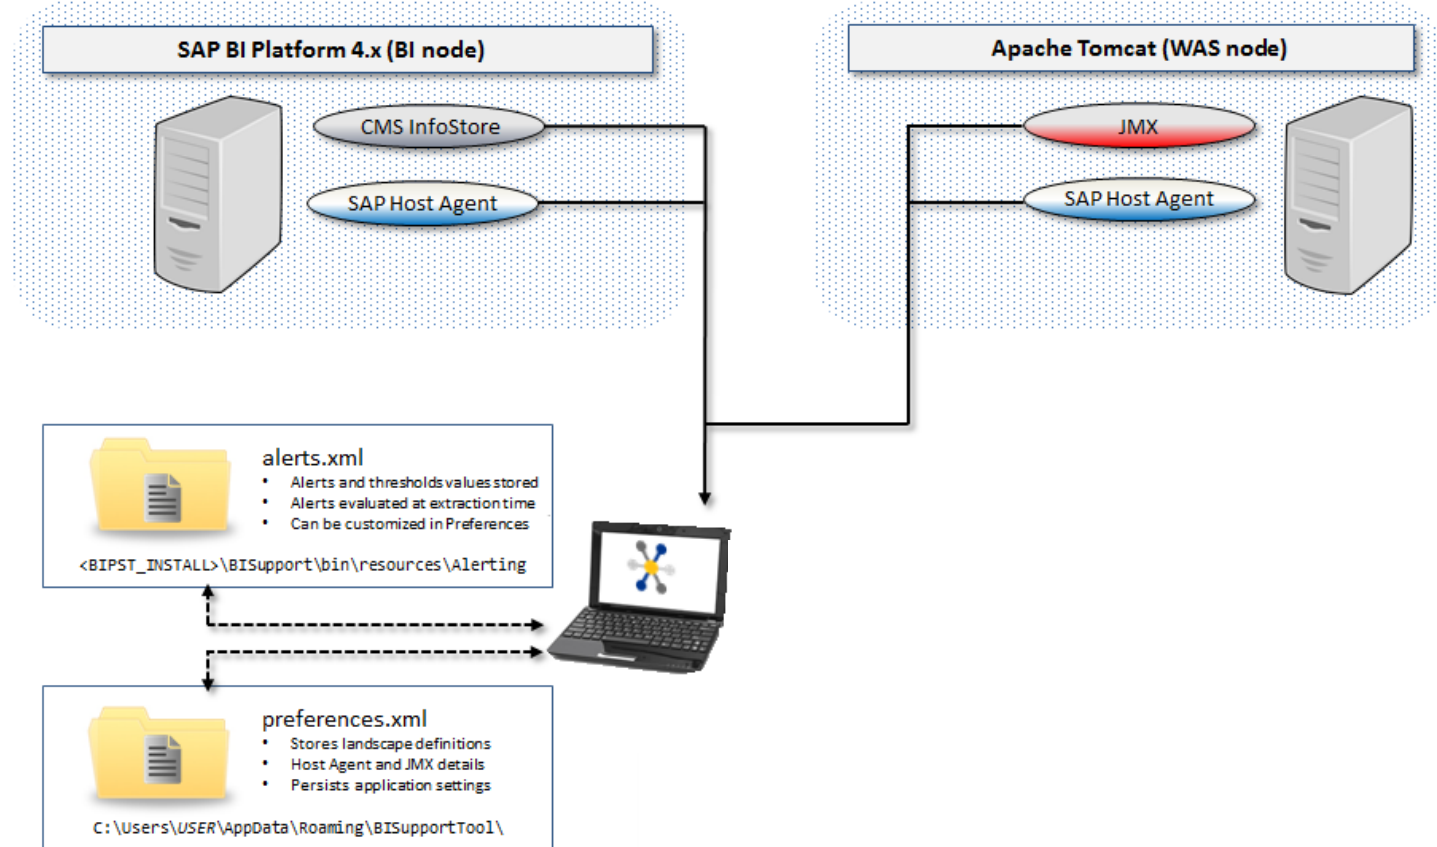 SAP BI Platform 4.x (BI node)
CMS InfoStore
SAP Host Agent
Apache Tomcat (WAS node)
JMX
SAP Host Agent
alerts.xml
• Alerts and thresholds values stored
• Alerts evaluated at extraction time
• Can be customized in Preferences
<BIPST_INSTALL>\BISupport\bin\resources\Alerting
preferences.xml
• Stores landscape definitions
• Host Agent and JMX details
• Persists application settings
C:\Users\USER\AppData\Roaming\BISupportTool\